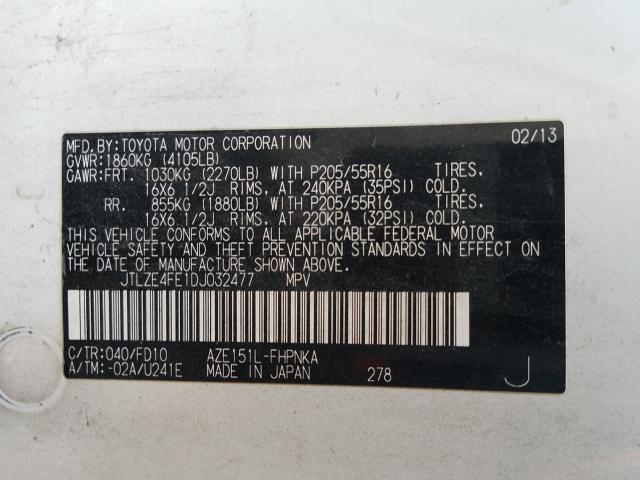 MFD. BY: TOYOTA MOTOR CORPORATION 02/13
GVWR: 1860KG (4105LB)
GAWR: FRT. 1030KG (2270LB) WITH P205/55R16 TIRES.
16X6 1/2J RIMS. AT 240KPA (35PSI) COLD.
RR. 855KG (1880LB) WITH P205/55R16 TIRES.
16X6 1/2J RIMS. AT 220KPA (32PSI) COLD.
THIS VEHICLE CONFORMS TO ALL APPLICABLE FEDERAL MOTOR
VEHICLE SAFETY AND THEFT PREVENTION STANDARDS IN EFFECT ON
THE DATE OF MANUFACTURE SHOWN ABOVE.
JTLZE4FE1DJ032477 MPV
C/TR: 040/FD10 AZE151L-FHPNKA
A/TM: -02A/U241E MADE IN JAPAN 278 J